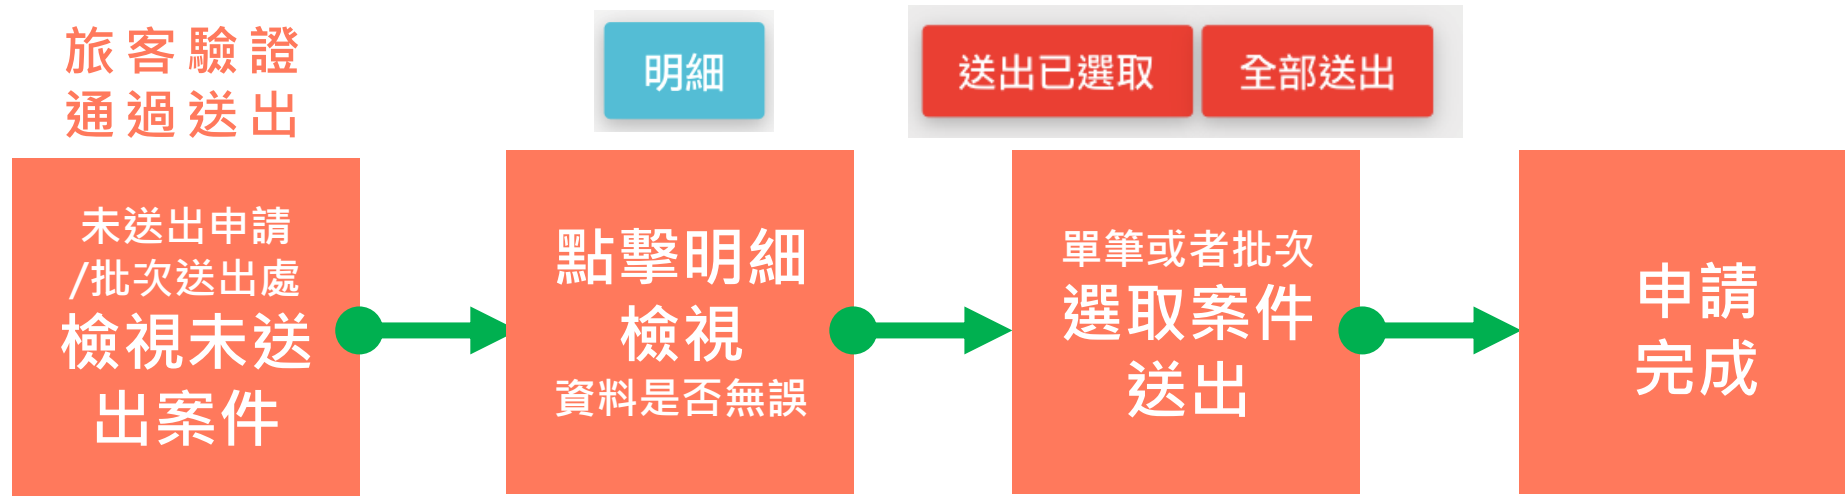 旅客驗證
通過送出
明細
送出已選取
全部送出
未送出申請
/批次送出處
檢視未送
出案件
點擊明細
檢視
資料是否無誤
單筆或者批次
選取案件
送出
申請
完成